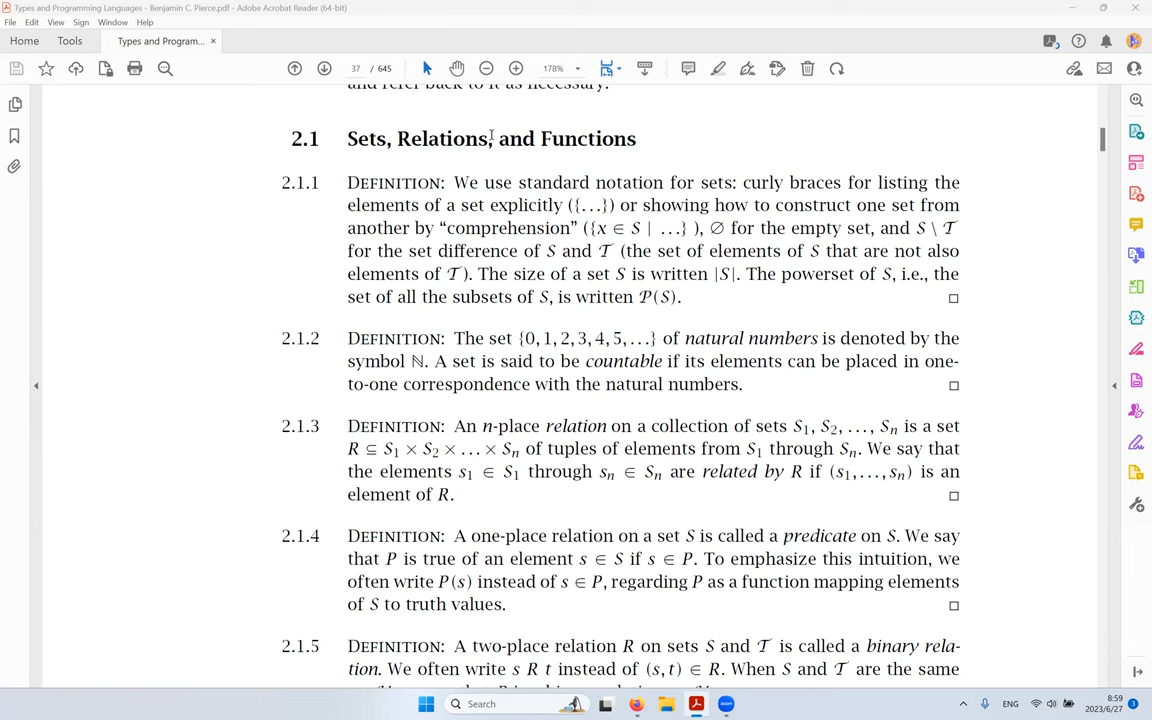 Types and Programming Languages - Benjamin C. Pierce.pdf - Adobe Acrobat Reader (64-bit)
File Edit View Sign Window Help
Home Tools Types and Program... ×
37 / 645 178%
and refer back to it as necessary.
2.1 Sets, Relations, and Functions
2.1.1 DEFINITION: We use standard notation for sets: curly braces for listing the
elements of a set explicitly ({...}) or showing how to construct one set from
another by “comprehension” ({x ∈ S | ...} ), ∅ for the empty set, and S \ T
for the set difference of S and T (the set of elements of S that are not also
elements of T). The size of a set S is written |S|. The powerset of S, i.e., the
set of all the subsets of S, is written P(S). □
2.1.2 DEFINITION: The set {0, 1, 2, 3, 4, 5, ...} of natural numbers is denoted by the
symbol ℕ. A set is said to be countable if its elements can be placed in one-
to-one correspondence with the natural numbers. □
2.1.3 DEFINITION: An n-place relation on a collection of sets S₁, S₂, ..., Sₙ is a set
R ⊆ S₁ × S₂ × ... × Sₙ of tuples of elements from S₁ through Sₙ. We say that
the elements s₁ ∈ S₁ through sₙ ∈ Sₙ are related by R if (s₁,...,sₙ) is an
element of R. □
2.1.4 DEFINITION: A one-place relation on a set S is called a predicate on S. We say
that P is true of an element s ∈ S if s ∈ P. To emphasize this intuition, we
often write P(s) instead of s ∈ P, regarding P as a function mapping elements
of S to truth values. □
2.1.5 DEFINITION: A two-place relation R on sets S and T is called a binary rela-
tion. We often write s R t instead of (s,t) ∈ R. When S and T are the same
Search
ENG
8:59
2023/6/27
3